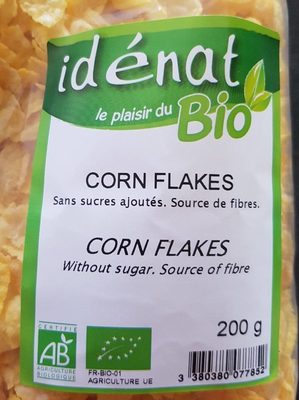 idénat
le plaisir du Bio
CORN FLAKES
Sans sucres ajoutés. Source de fibres.
CORN FLAKES
Without sugar. Source of fibre
200 g
CERTIFIÉ
AB
AGRICULTURE
BIOLOGIQUE
FR-BIO-01
AGRICULTURE UE
3 380380 077852